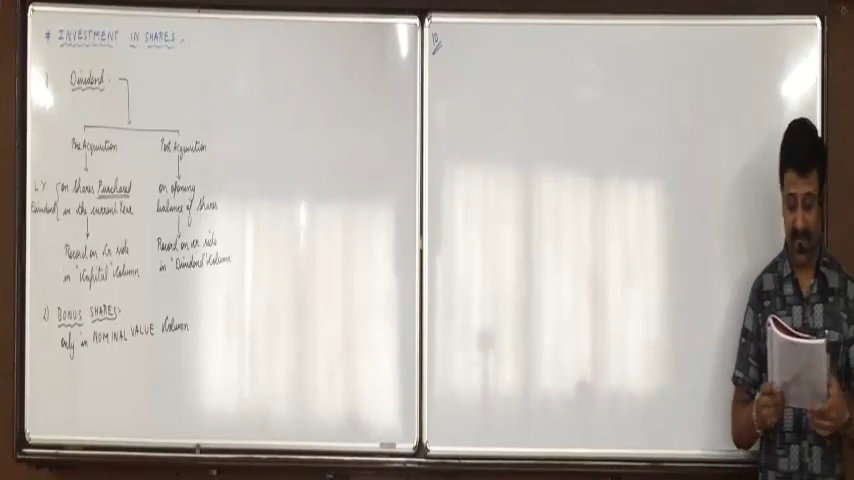 # INVESTMENT IN SHARES.
1) Dividend
Pre Acquisition
Post Acquisition
LY Dividend
on Shares Purchased
in the current Year
on opening
balance of shares
Record on Cr side
in "Capital" Column
Record on Cr side
in "Dividend" Column
2) BONUS SHARES-
only in NOMINAL VALUE Column